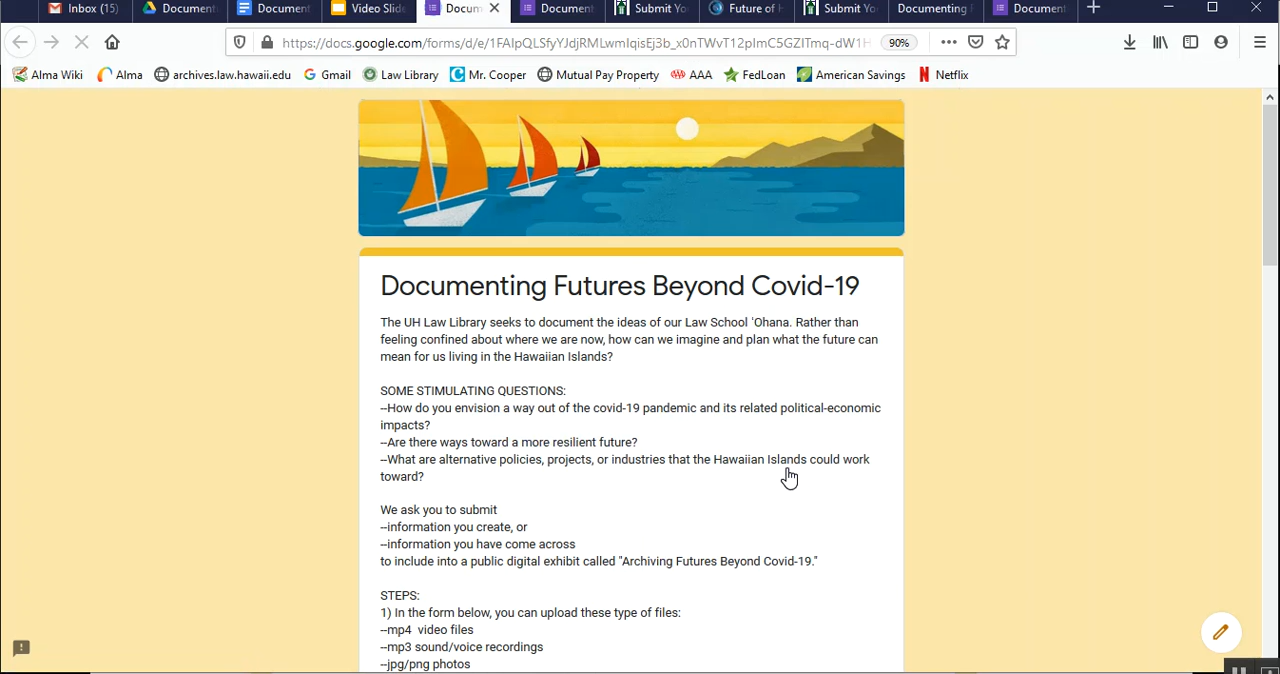 Inbox (15)
Document
Document
Video Slide
Docum
Document
Submit Yo
Future of H
Submit Yo
Documenting F
Document
https://docs.google.com/forms/d/e/1FAIpQLSfyYJdjRMLwmIqisEj3b_x0nTWvT12pImC5GZITmq-dW1H
90%
Alma Wiki
Alma
archives.law.hawaii.edu
Gmail
Law Library
Mr. Cooper
Mutual Pay Property
AAA
FedLoan
American Savings
Netflix
Documenting Futures Beyond Covid-19
The UH Law Library seeks to document the ideas of our Law School 'Ohana. Rather than
feeling confined about where we are now, how can we imagine and plan what the future can
mean for us living in the Hawaiian Islands?
SOME STIMULATING QUESTIONS:
--How do you envision a way out of the covid-19 pandemic and its related political-economic
impacts?
--Are there ways toward a more resilient future?
--What are alternative policies, projects, or industries that the Hawaiian Islands could work
toward?
We ask you to submit
--information you create, or
--information you have come across
to include into a public digital exhibit called "Archiving Futures Beyond Covid-19."
STEPS:
1) In the form below, you can upload these type of files:
--mp4 video files
--mp3 sound/voice recordings
--jpg/png photos